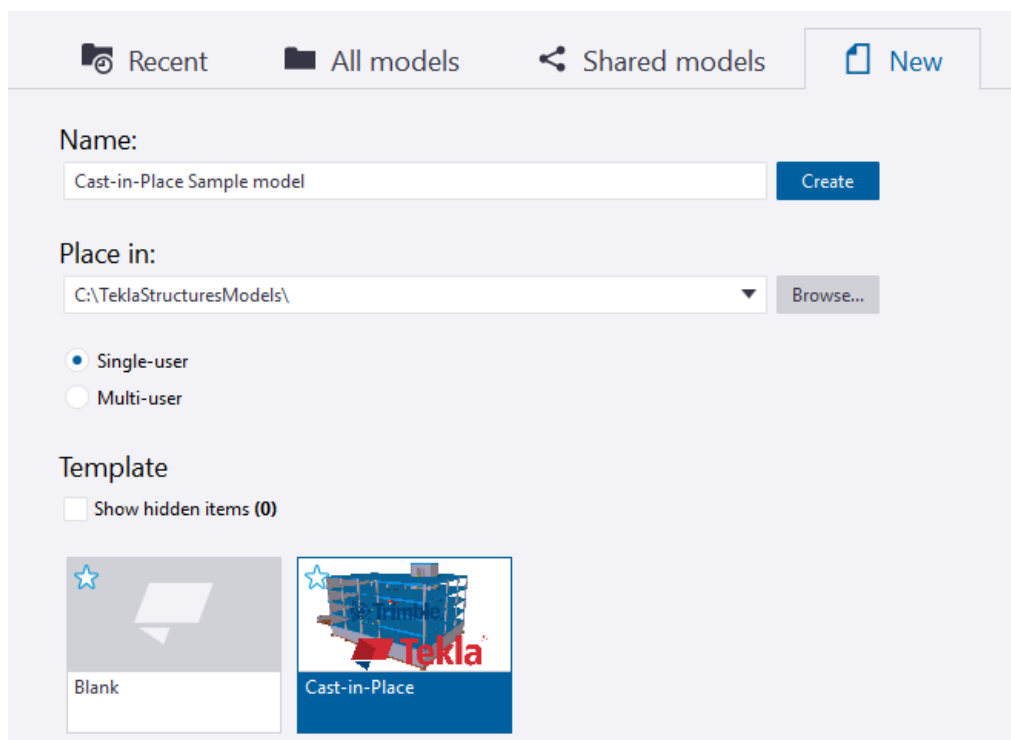 Recent
All models
Shared models
New
Name:
Cast-in-Place Sample model
Create
Place in:
C:\TeklaStructuresModels\
Browse...
Single-user
Multi-user
Template
Show hidden items (0)
Trimble
Tekla
Blank
Cast-in-Place